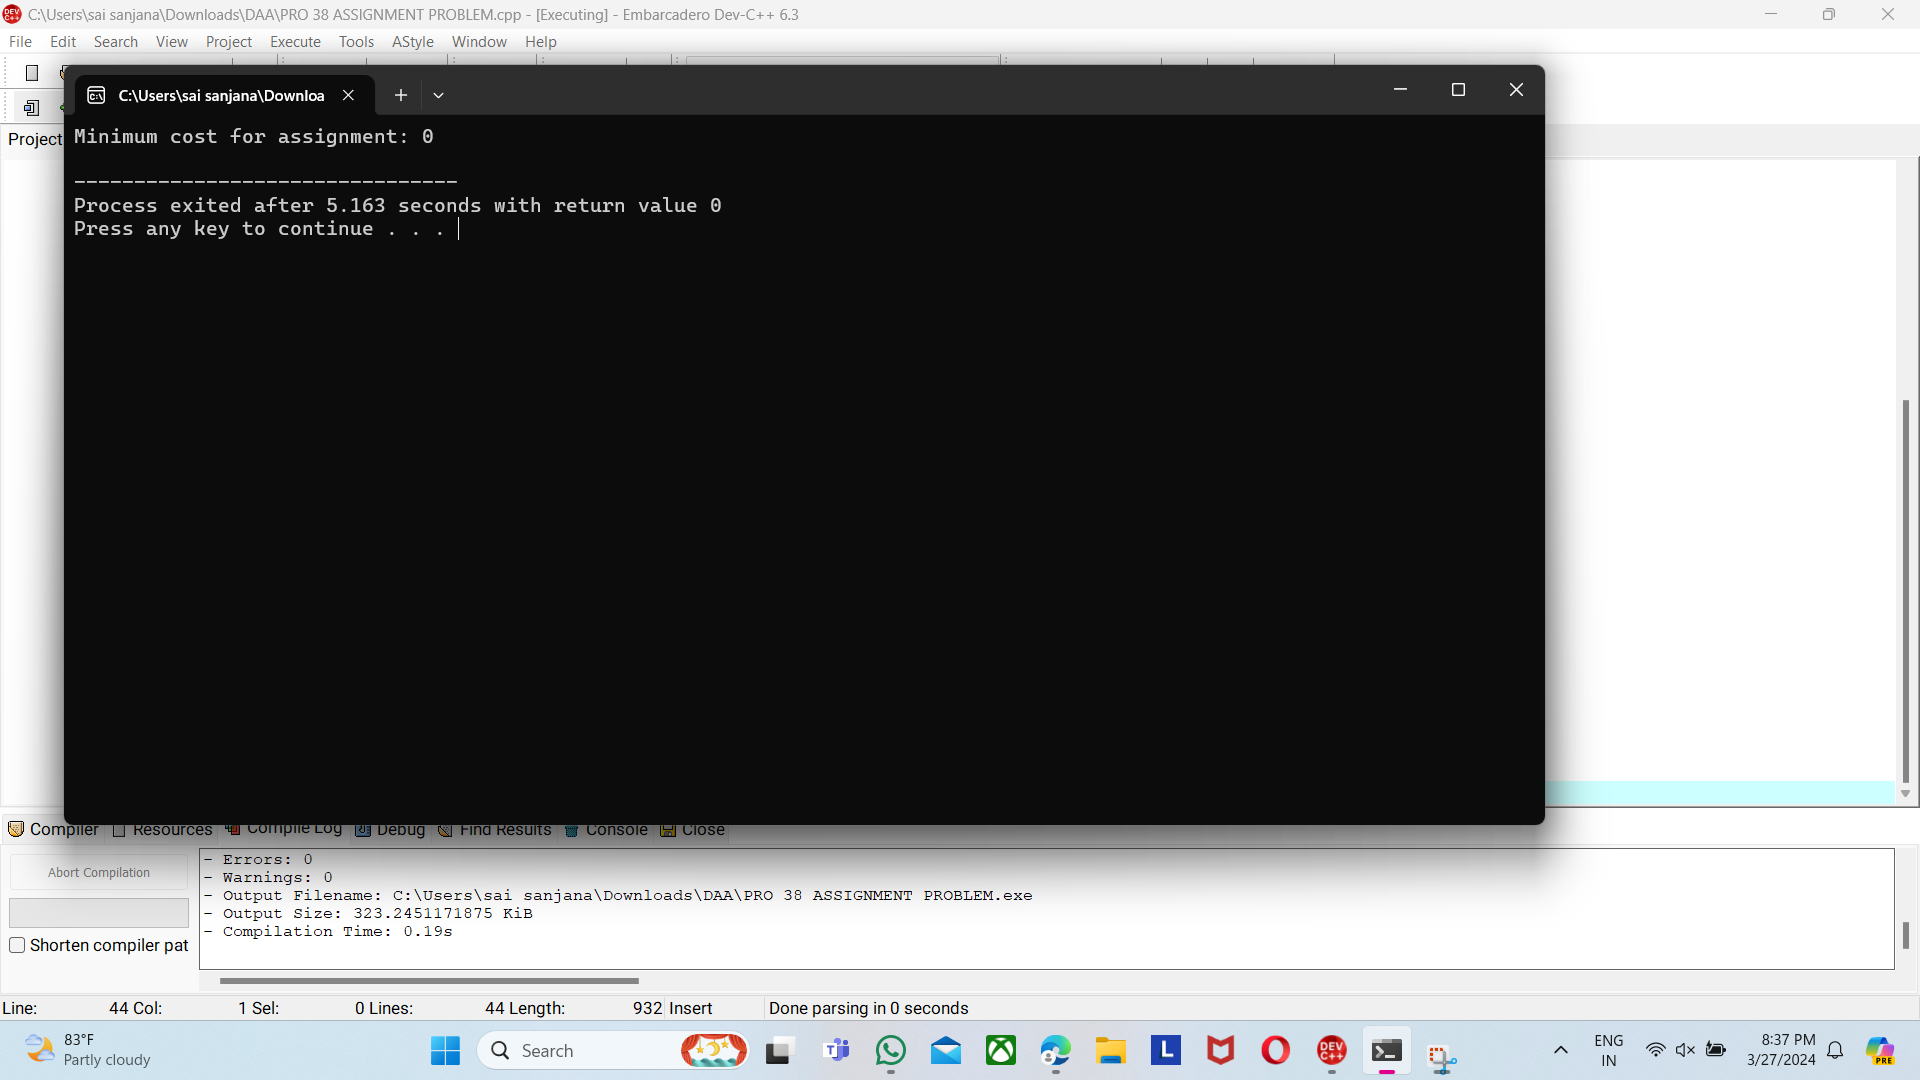 C:\Users\sai sanjana\Downloads\DAA\PRO 38 ASSIGNMENT PROBLEM.cpp - [Executing] - Embarcadero Dev-C++ 6.3
File Edit Search View Project Execute Tools AStyle Window Help
C:\Users\sai sanjana\Downloa
Project
Minimum cost for assignment: 0
--------------------------------
Process exited after 5.163 seconds with return value 0
Press any key to continue . . .
Compiler Resources Compile Log Debug Find Results Console Close
Abort Compilation
Shorten compiler pat
- Errors: 0
- Warnings: 0
- Output Filename: C:\Users\sai sanjana\Downloads\DAA\PRO 38 ASSIGNMENT PROBLEM.exe
- Output Size: 323.2451171875 KiB
- Compilation Time: 0.19s
Line: 44 Col: 1 Sel: 0 Lines: 44 Length: 932 Insert Done parsing in 0 seconds
83°F
Partly cloudy
Search
DEV C++
L
ENG
IN
8:37 PM
3/27/2024
PRE